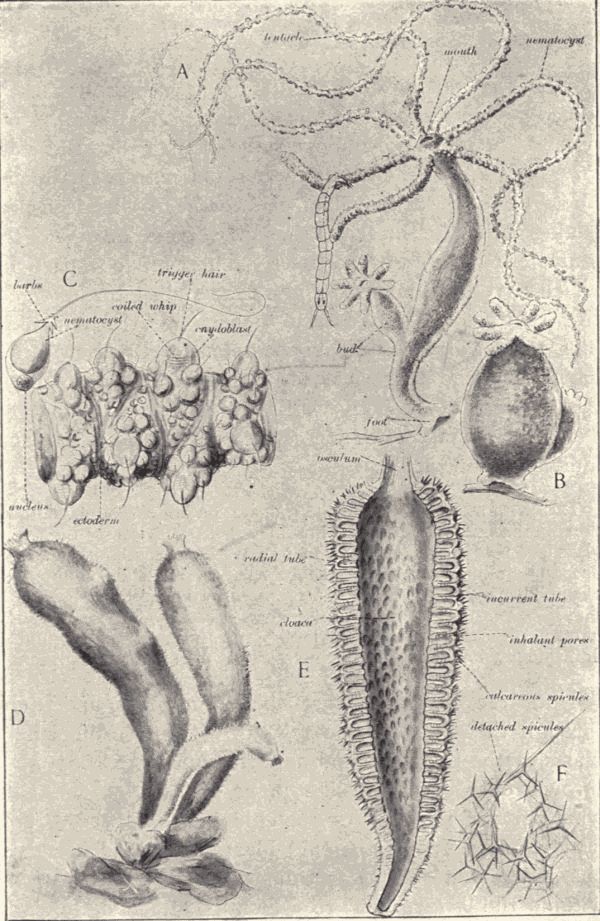 tentacle
mouth
nematocyst
A
C
trigger hair
barbs
coiled whip
nematocyst
cnydoblast
bud
foot
B
osculum
nucleus
ectoderm
radial tube
incurrent tube
cloaca
inhalant pores
E
calcareous spicules
D
detached spicules
F